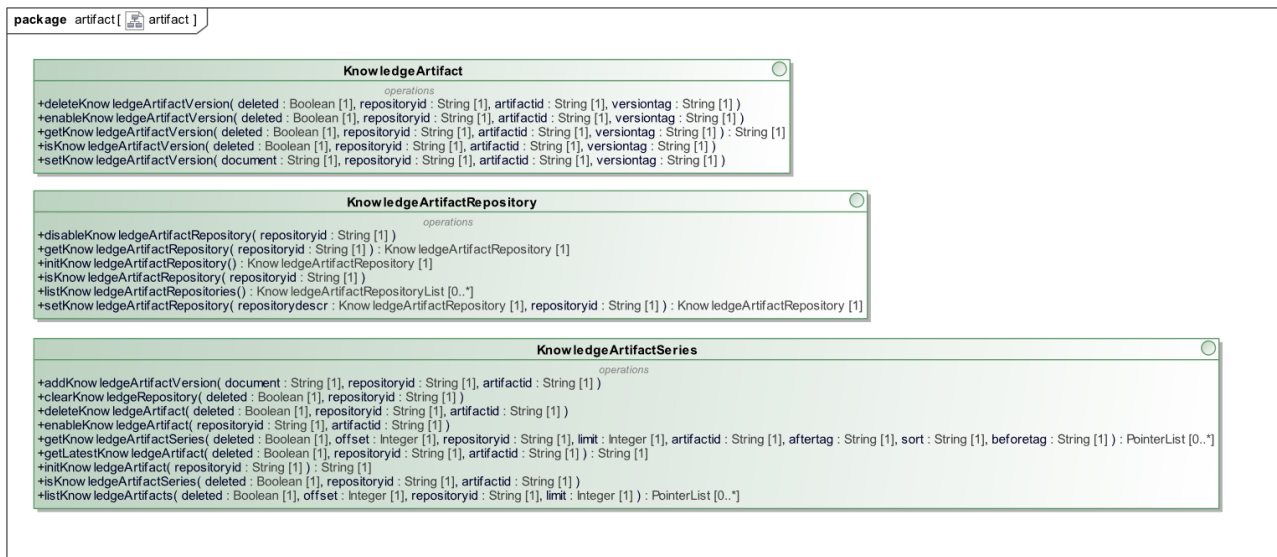 package artifact[ artifact ]
KnowledgeArtifact
operations
+deleteKnowledgeArtifactVersion( deleted : Boolean [1], repositoryid : String [1], artifactid : String [1], versiontag : String [1] )
+enableKnowledgeArtifactVersion( deleted : Boolean [1], repositoryid : String [1], artifactid : String [1], versiontag : String [1] )
+getKnowledgeArtifactVersion( deleted : Boolean [1], repositoryid : String [1], artifactid : String [1], versiontag : String [1] ) : String [1]
+isKnowledgeArtifactVersion( deleted : Boolean [1], repositoryid : String [1], artifactid : String [1], versiontag : String [1] )
+setKnowledgeArtifactVersion( document : String [1], repositoryid : String [1], artifactid : String [1], versiontag : String [1] )
KnowledgeArtifactRepository
operations
+disableKnowledgeArtifactRepository( repositoryid : String [1] )
+getKnowledgeArtifactRepository( repositoryid : String [1] ) : KnowledgeArtifactRepository [1]
+initKnowledgeArtifactRepository() : KnowledgeArtifactRepository [1]
+isKnowledgeArtifactRepository( repositoryid : String [1] )
+listKnowledgeArtifactRepositories() : KnowledgeArtifactRepositoryList [0..*]
+setKnowledgeArtifactRepository( repositorydescr : KnowledgeArtifactRepository [1], repositoryid : String [1] ) : KnowledgeArtifactRepository [1]
KnowledgeArtifactSeries
operations
+addKnowledgeArtifactVersion( document : String [1], repositoryid : String [1], artifactid : String [1] )
+clearKnowledgeRepository( deleted : Boolean [1], repositoryid : String [1] )
+deleteKnowledgeArtifact( deleted : Boolean [1], repositoryid : String [1], artifactid : String [1] )
+enableKnowledgeArtifact( repositoryid : String [1], artifactid : String [1] )
+getKnowledgeArtifactSeries( deleted : Boolean [1], offset : Integer [1], repositoryid : String [1], limit : Integer [1], artifactid : String [1], aftertag : String [1], sort : String [1], beforetag : String [1] ) : PointerList [0..*]
+getLatestKnowledgeArtifact( deleted : Boolean [1], repositoryid : String [1], artifactid : String [1] ) : String [1]
+initKnowledgeArtifact( repositoryid : String [1] ) : String [1]
+isKnowledgeArtifactSeries( deleted : Boolean [1], repositoryid : String [1], artifactid : String [1] )
+listKnowledgeArtifacts( deleted : Boolean [1], offset : Integer [1], repositoryid : String [1], limit : Integer [1] ) : PointerList [0..*]